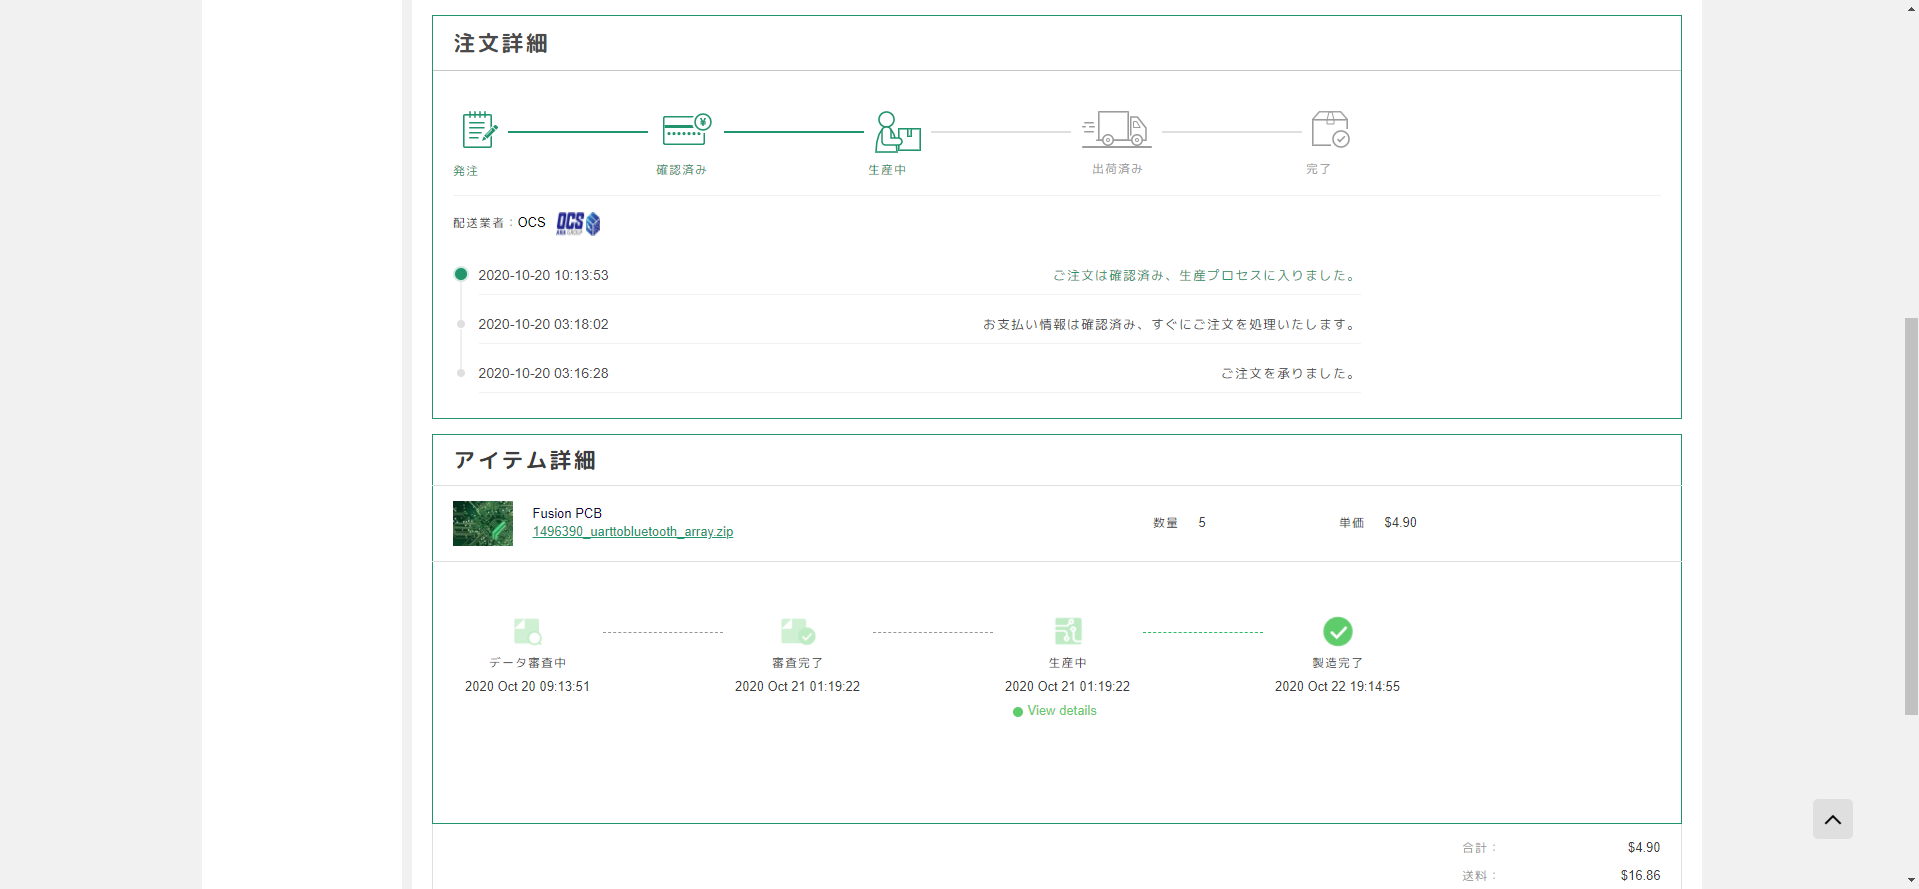 注文詳細
発注
確認済み
生産中
出荷済み
完了
配送業者：OCS OCS
2020-10-20 10:13:53 ご注文は確認済み、生産プロセスに入りました。
2020-10-20 03:18:02 お支払い情報は確認済み、すぐにご注文を処理いたします。
2020-10-20 03:16:28 ご注文を承りました。
アイテム詳細
Fusion PCB
1496390_uarttobluetooth_array.zip
数量 5 単価 $4.90
データ審査中 審査完了 生産中 製造完了
2020 Oct 20 09:13:51 2020 Oct 21 01:19:22 2020 Oct 21 01:19:22 2020 Oct 22 19:14:55
View details
合計： $4.90
送料： $16.86